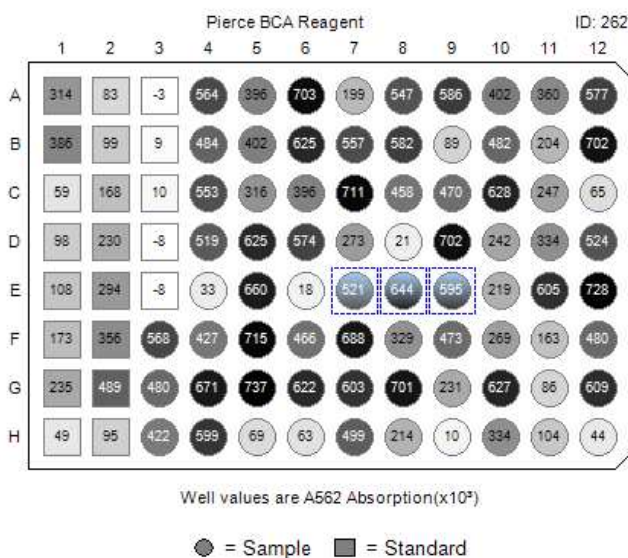 Pierce BCA Reagent ID: 262
1 2 3 4 5 6 7 8 9 10 11 12
A 314 83 -3 564 396 703 199 547 586 402 360 577
B 386 99 9 484 402 625 557 582 89 482 204 702
C 59 168 10 553 316 396 711 458 470 628 247 65
D 98 230 -8 519 625 574 273 21 702 242 334 524
E 108 294 -8 33 660 18 521 644 595 219 605 728
F 173 356 568 427 715 466 688 329 473 269 163 480
G 235 489 480 671 737 622 603 701 231 627 86 609
H 49 95 422 599 69 63 499 214 10 334 104 44
Well values are A562 Absorption(x10³)
= Sample = Standard